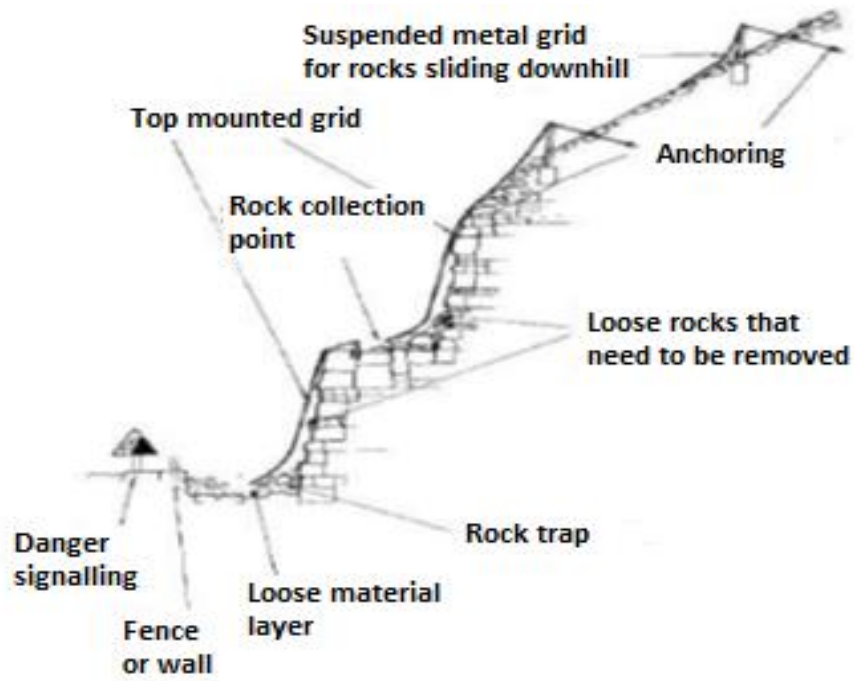 Suspended metal grid
for rocks sliding downhill
Top mounted grid
Anchoring
Rock collection
point
Loose rocks that
need to be removed
Rock trap
Danger
signalling
Loose material
layer
Fence
or wall